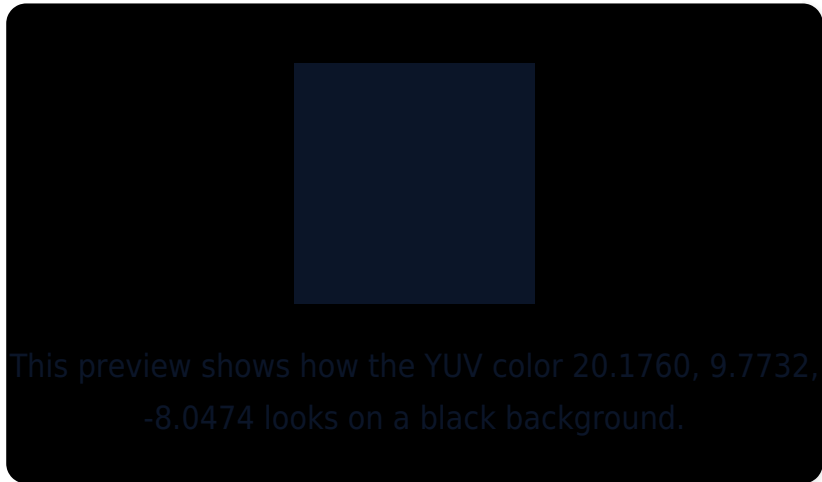 This preview shows how the YUV color 20.1760, 9.7732,
-8.0474 looks on a black background.